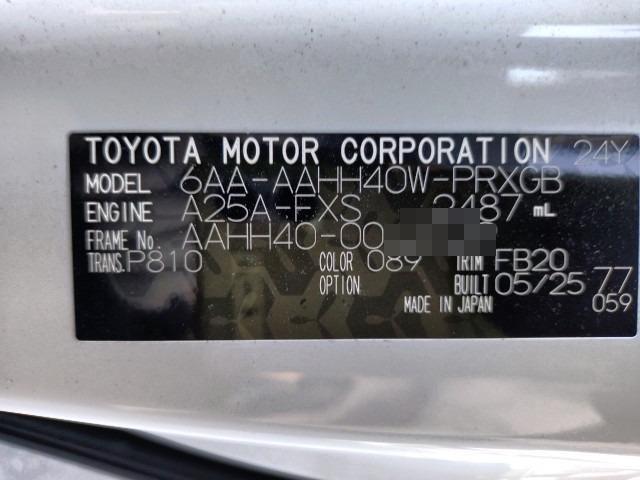 TOYOTA MOTOR CORPORATION 24Y
MODEL 6AA-AAHH40W-PRXGB
ENGINE A25A-FXS 2487 mL
FRAME No. AAHH40-00
TRANS. P810 COLOR 089 TRIM FB20
OPTION BUILT 05/25 77
MADE IN JAPAN 059